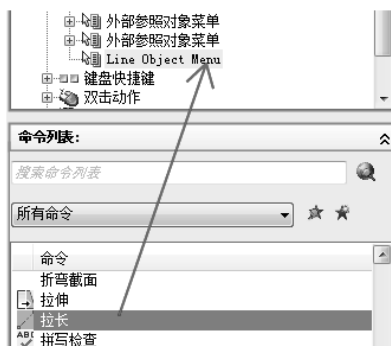 外部参照对象菜单
外部参照对象菜单
Line Object Menu
键盘快捷键
双击动作
命令列表:
搜索命令列表
所有命令
命令
折弯截面
拉伸
拉长
ABC 拼写检查